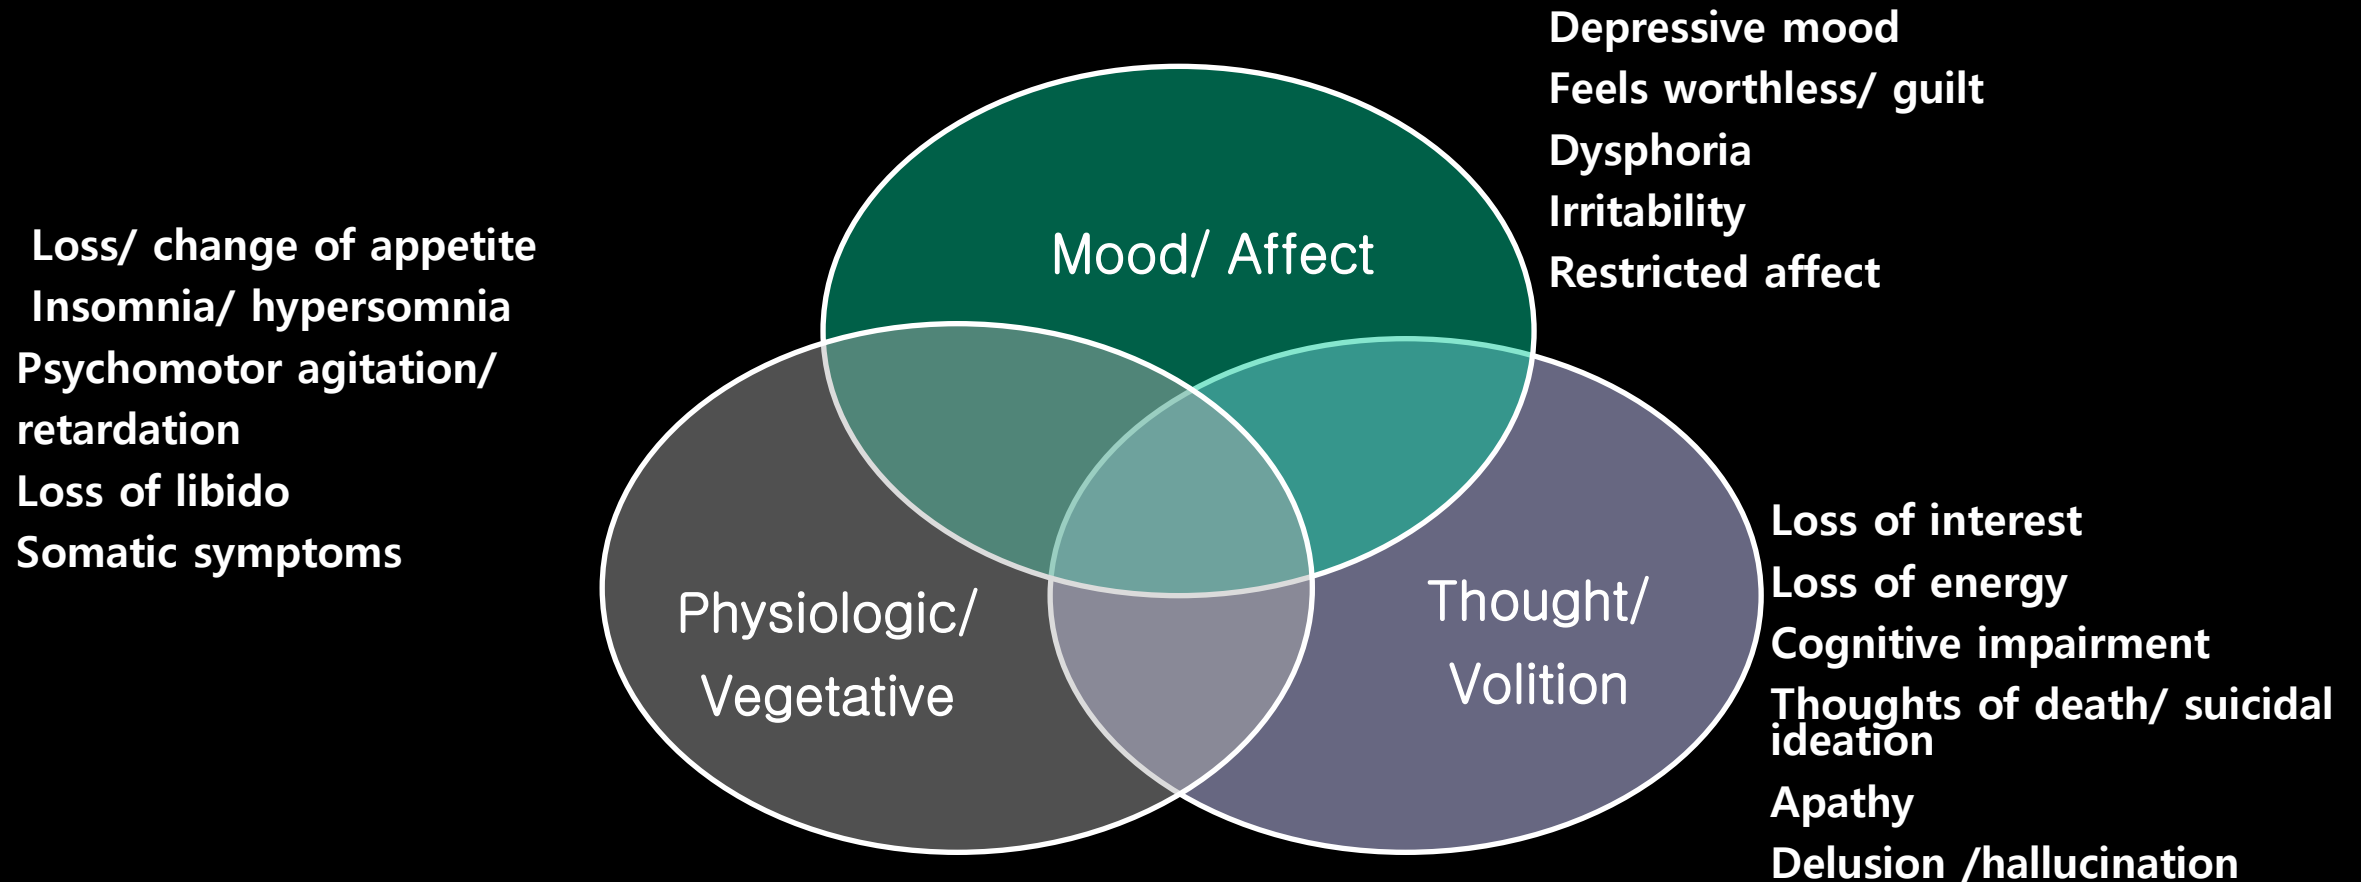 Depressive mood
Feels worthless/ guilt
Dysphoria
Irritability
Restricted affect
Mood/ Affect
Loss/ change of appetite
Insomnia/ hypersomnia
Psychomotor agitation/
retardation
Loss of libido
Somatic symptoms
Physiologic/
Vegetative
Thought/
Volition
Loss of interest
Loss of energy
Cognitive impairment
Thoughts of death/ suicidal
ideation
Apathy
Delusion /hallucination